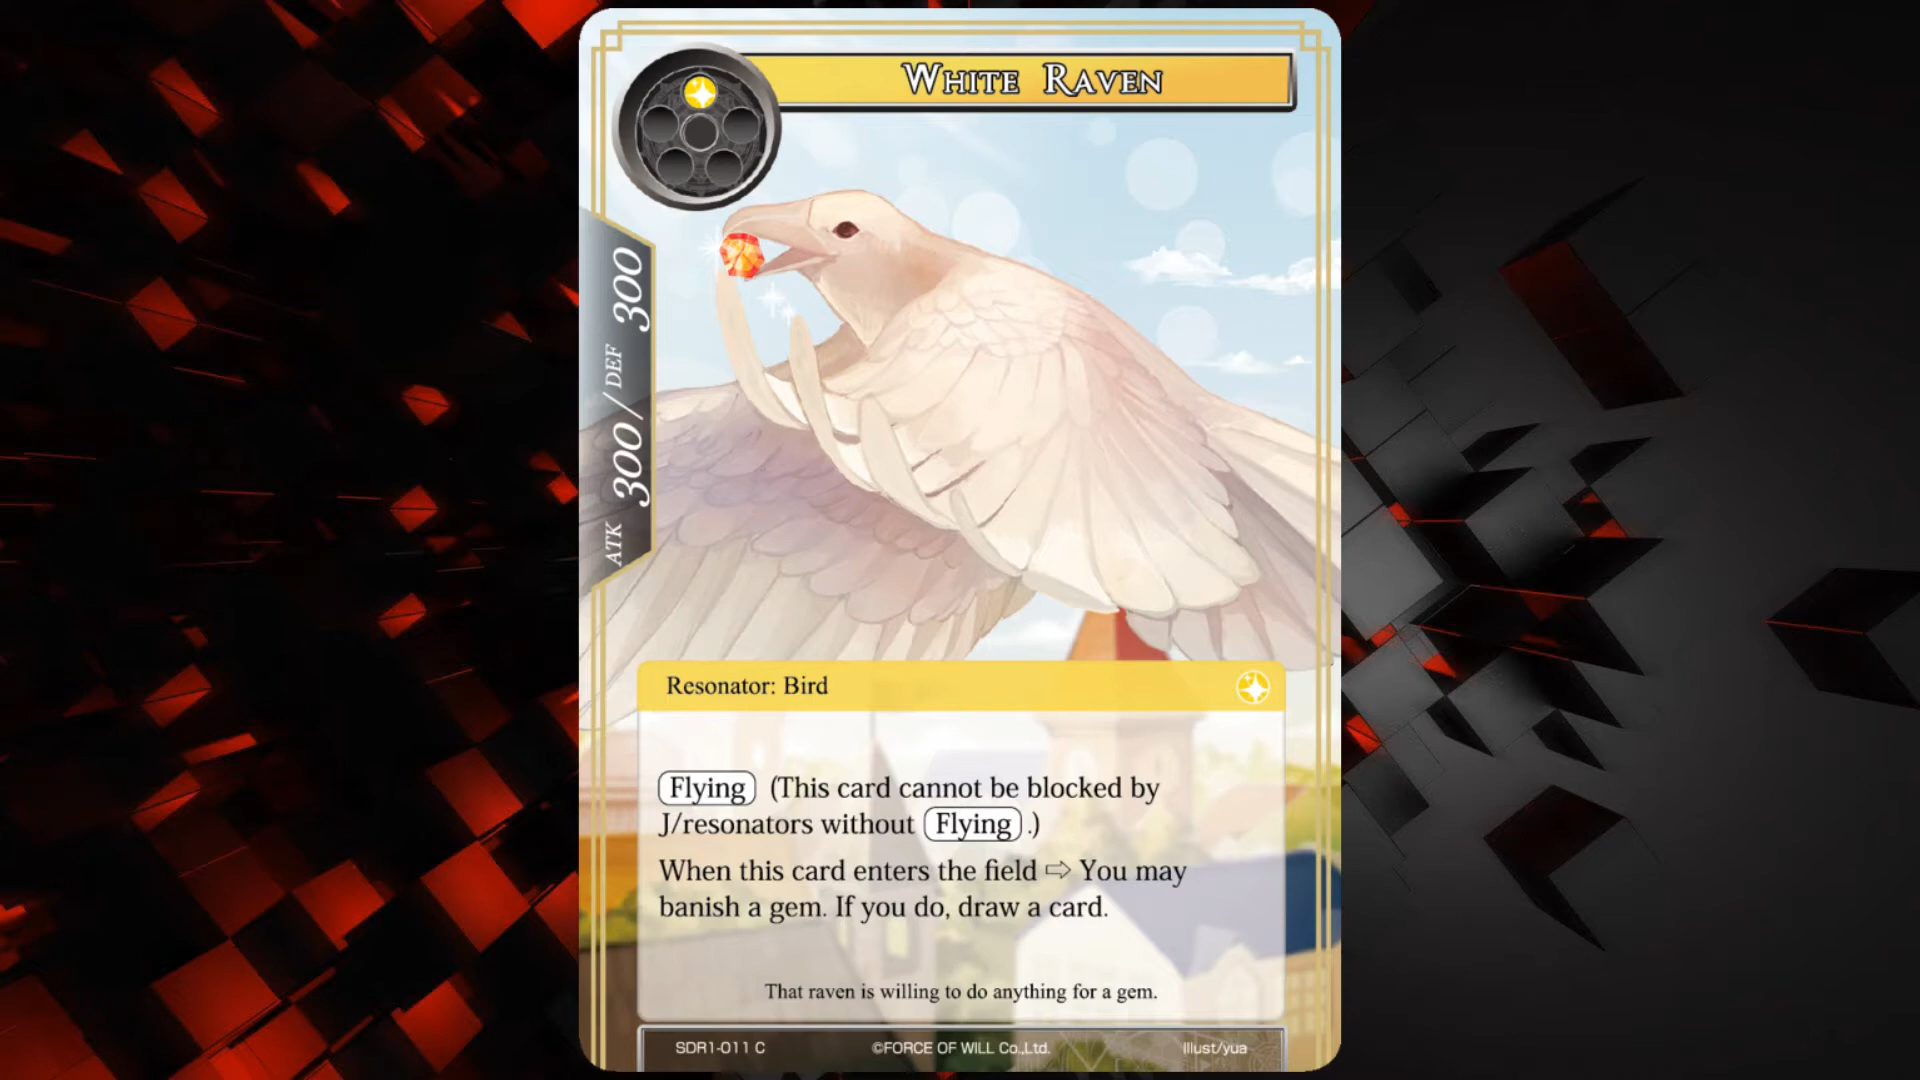 White Raven
ATK 300 / DEF 300
Resonator: Bird
Flying (This card cannot be blocked by
J/resonators without Flying .)
When this card enters the field ⇨ You may
banish a gem. If you do, draw a card.
That raven is willing to do anything for a gem.
SDR1-011 C ©FORCE OF WILL Co.,Ltd. illust/yua